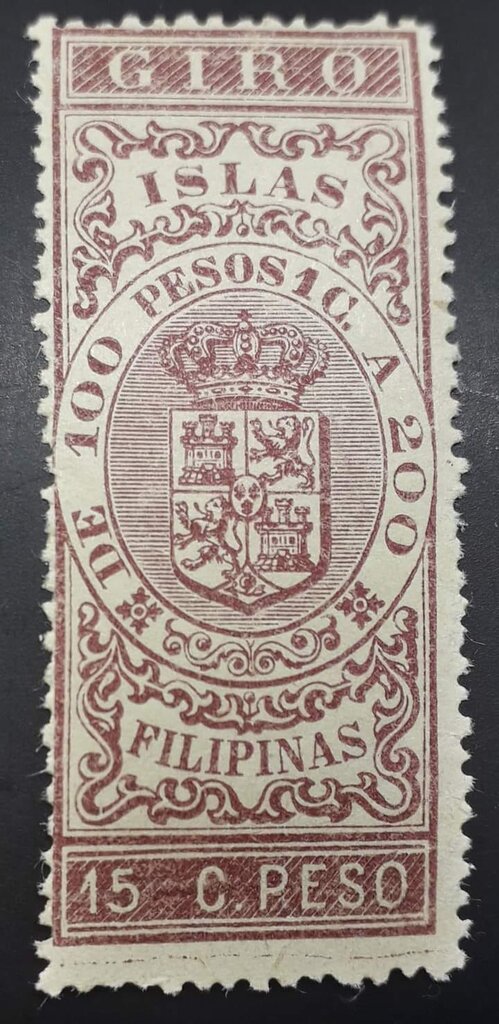 GIRO
ISLAS
DE 100 PESOS 1 C. A 200
FILIPINAS
15 C. PESO